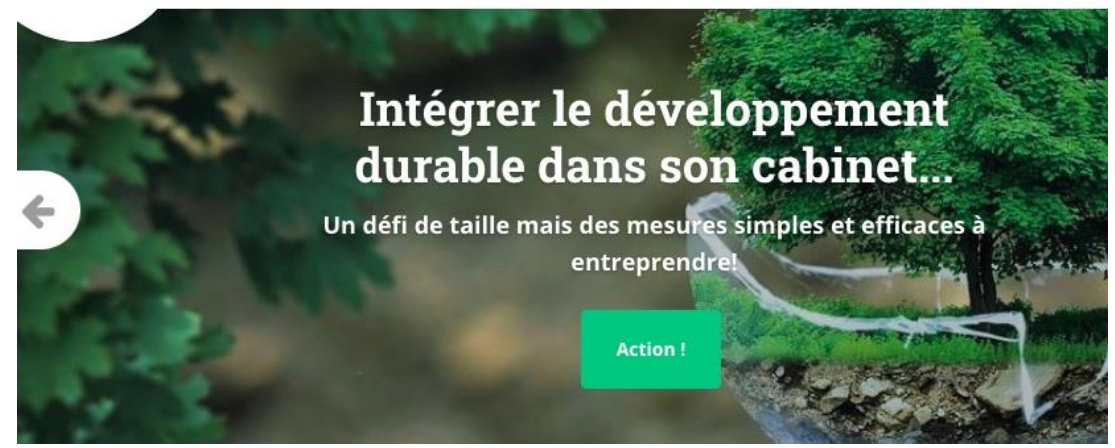 Intégrer le développement
durable dans son cabinet...
Un défi de taille mais des mesures simples et efficaces à
entreprendre!
Action !